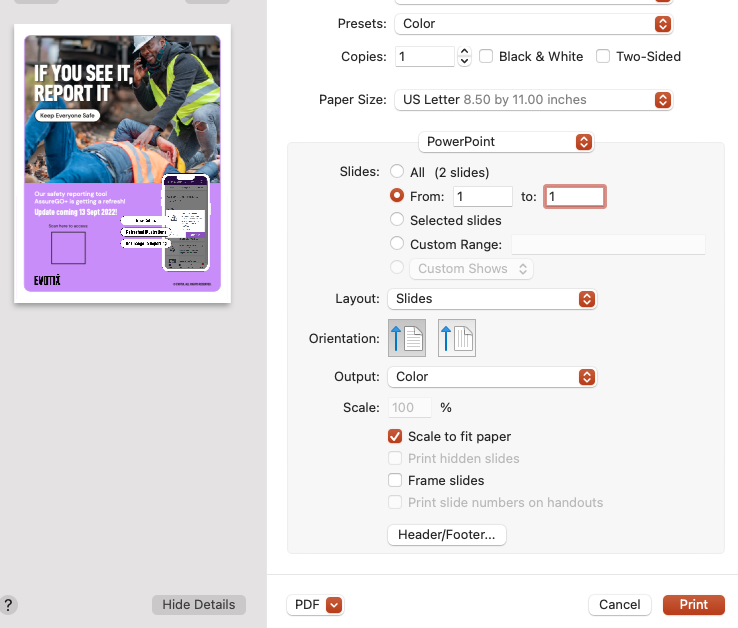 IF YOU SEE IT,
REPORT IT
Keep Everyone Safe
Our safety reporting tool
AssureGO+ is getting a refresh!
Update coming 13 Sept 2022!
Scan here to access
EVOTIX
Presets: Color
Copies: 1 Black & White Two-Sided
Paper Size: US Letter 8.50 by 11.00 inches
PowerPoint
Slides: All (2 slides)
From: 1 to: 1
Selected slides
Custom Range:
Custom Shows
Layout: Slides
Orientation:
Output: Color
Scale: 100 %
Scale to fit paper
Print hidden slides
Frame slides
Print slide numbers on handouts
Header/Footer...
? Hide Details PDF Cancel Print